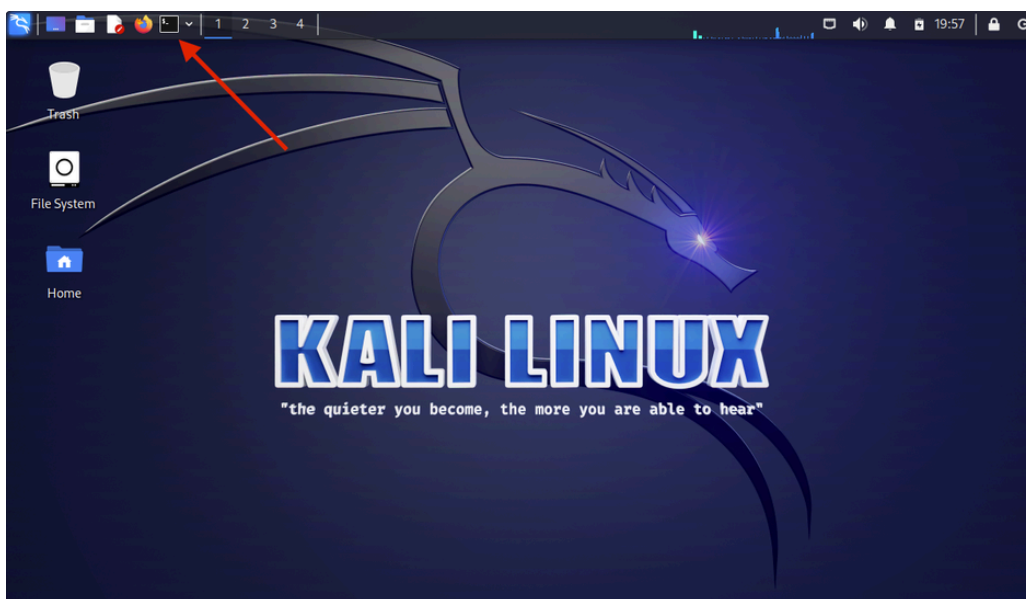 1 2 3 4 19:57
Trash
File System
Home
KALI LINUX
"the quieter you become, the more you are able to hear"